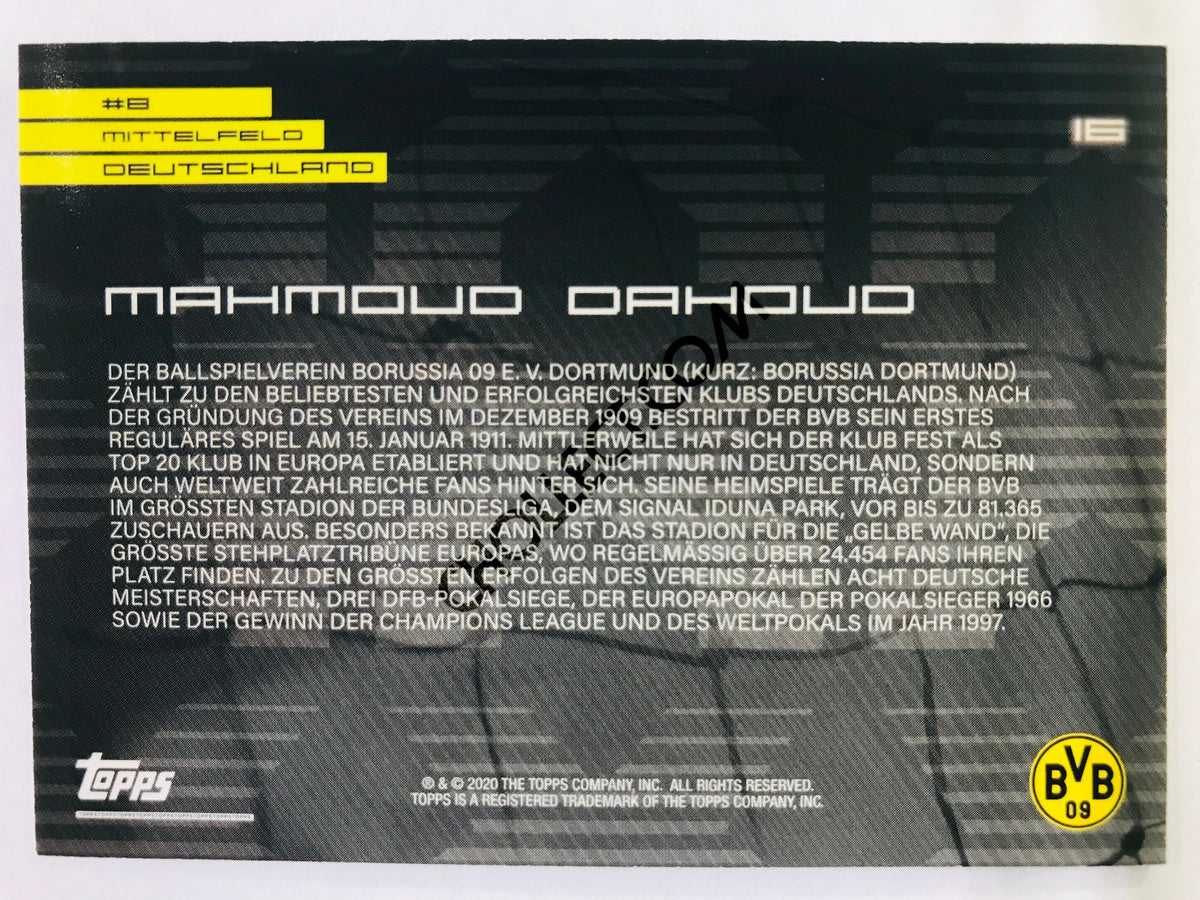 #8
MITTELFELD
DEUTSCHLAND
16
MAHMOUD DAHOUD
DER BALLSPIELVEREIN BORUSSIA 09 E. V. DORTMUND (KURZ: BORUSSIA DORTMUND)
ZÄHLT ZU DEN BELIEBTESTEN UND ERFOLGREICHSTEN KLUBS DEUTSCHLANDS. NACH
DER GRÜNDUNG DES VEREINS IM DEZEMBER 1909 BESTRITT DER BVB SEIN ERSTES
REGULÄRES SPIEL AM 15. JANUAR 1911. MITTLERWEILE HAT SICH DER KLUB FEST ALS
TOP 20 KLUB IN EUROPA ETABLIERT UND HAT NICHT NUR IN DEUTSCHLAND, SONDERN
AUCH WELTWEIT ZAHLREICHE FANS HINTER SICH. SEINE HEIMSPIELE TRÄGT DER BVB
IM GRÖSSTEN STADION DER BUNDESLIGA, DEM SIGNAL IDUNA PARK, VOR BIS ZU 81.365
ZUSCHAUERN AUS. BESONDERS BEKANNT IST DAS STADION FÜR DIE „GELBE WAND“, DIE
GRÖSSTE STEHPLATZTRIBÜNE EUROPAS, WO REGELMÄSSIG ÜBER 24.454 FANS IHREN
PLATZ FINDEN. ZU DEN GRÖSSTEN ERFOLGEN DES VEREINS ZÄHLEN ACHT DEUTSCHE
MEISTERSCHAFTEN, DREI DFB-POKALSIEGE, DER EUROPAPOKAL DER POKALSIEGER 1966
SOWIE DER GEWINN DER CHAMPIONS LEAGUE UND DES WELTPOKALS IM JAHR 1997.
TOPPS
® & © 2020 THE TOPPS COMPANY, INC. ALL RIGHTS RESERVED.
TOPPS IS A REGISTERED TRADEMARK OF THE TOPPS COMPANY, INC.
BVB
09